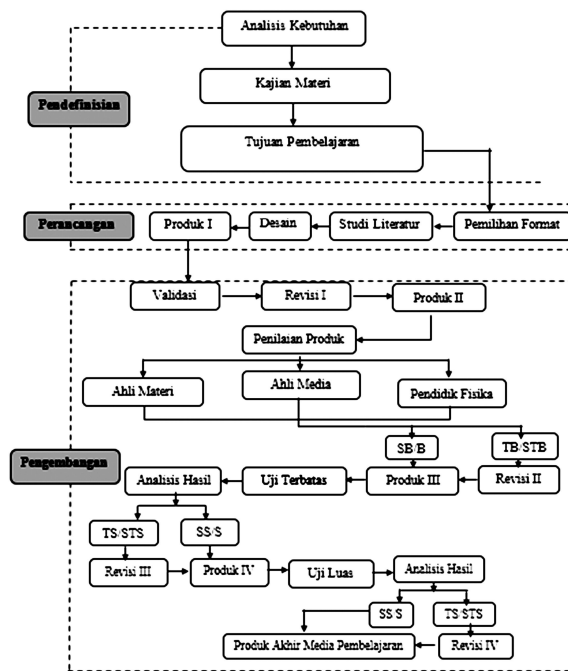 Analisis Kebutuhan
Kajian Materi
Pendefinisian
Tujuan Pembelajaran
Perancangan
Produk I
Desain
Studi Literatur
Pemilihan Format
Validasi
Revisi I
Produk II
Penilaian Produk
Ahli Materi
Ahli Media
Pendidik Fisika
SB/B
TB/STB
Pengembangan
Analisis Hasil
Uji Terbatas
Produk III
Revisi II
TS/STS
SS/S
Revisi III
Produk IV
Uji Luas
Analisis Hasil
SS/S
TS/STS
Produk Akhir Media Pembelajaran
Revisi IV